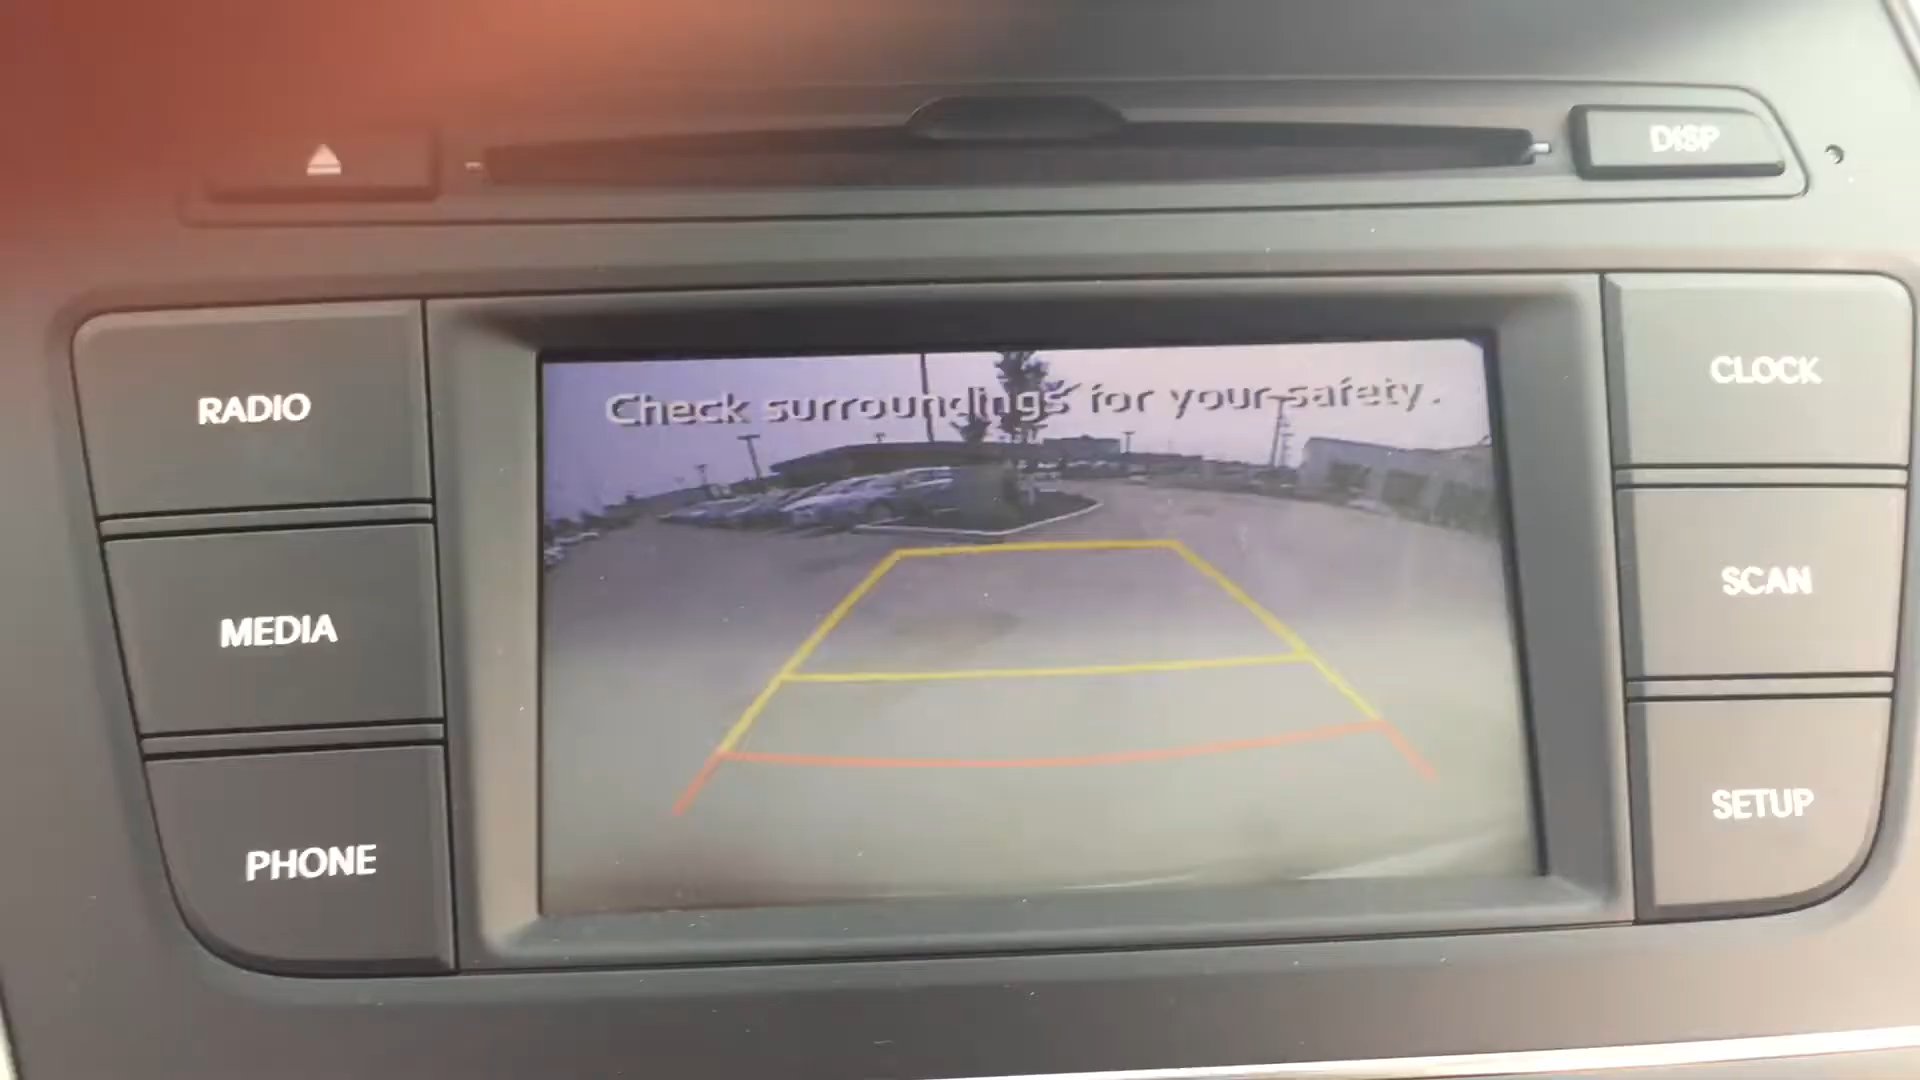 DISP
Check surroundings for your safety.
RADIO
MEDIA
PHONE
CLOCK
SCAN
SETUP